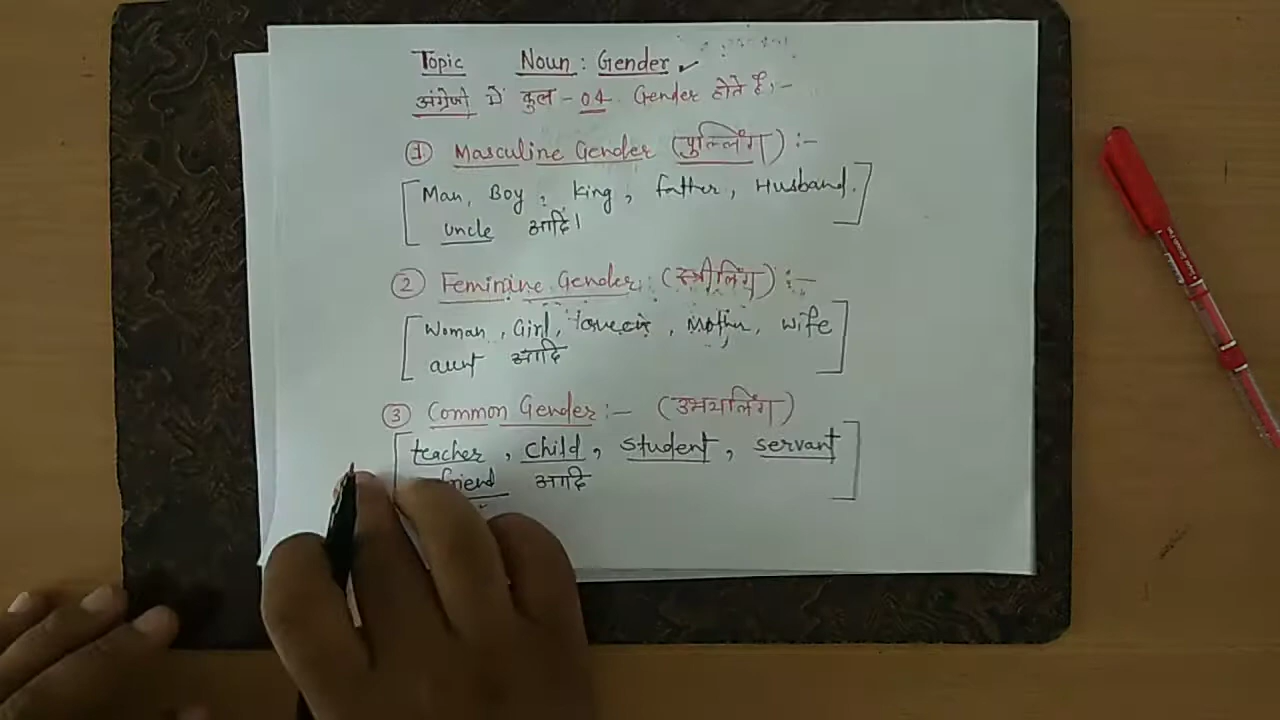 Topic Noun : Gender
अंग्रेजी में कुल - 04 Gender होते हैं,-
① Masculine Gender (पुल्लिंग) :-
[Man, Boy, King, father, Husband.
uncle आदि।]
② Feminine Gender : (स्त्रीलिंग) :-
[Woman, Girl, , Mother, wife
aunt आदि]
③ Common Gender :- (उभयलिंग)
[teacher, child, student, servant
friend आदि]